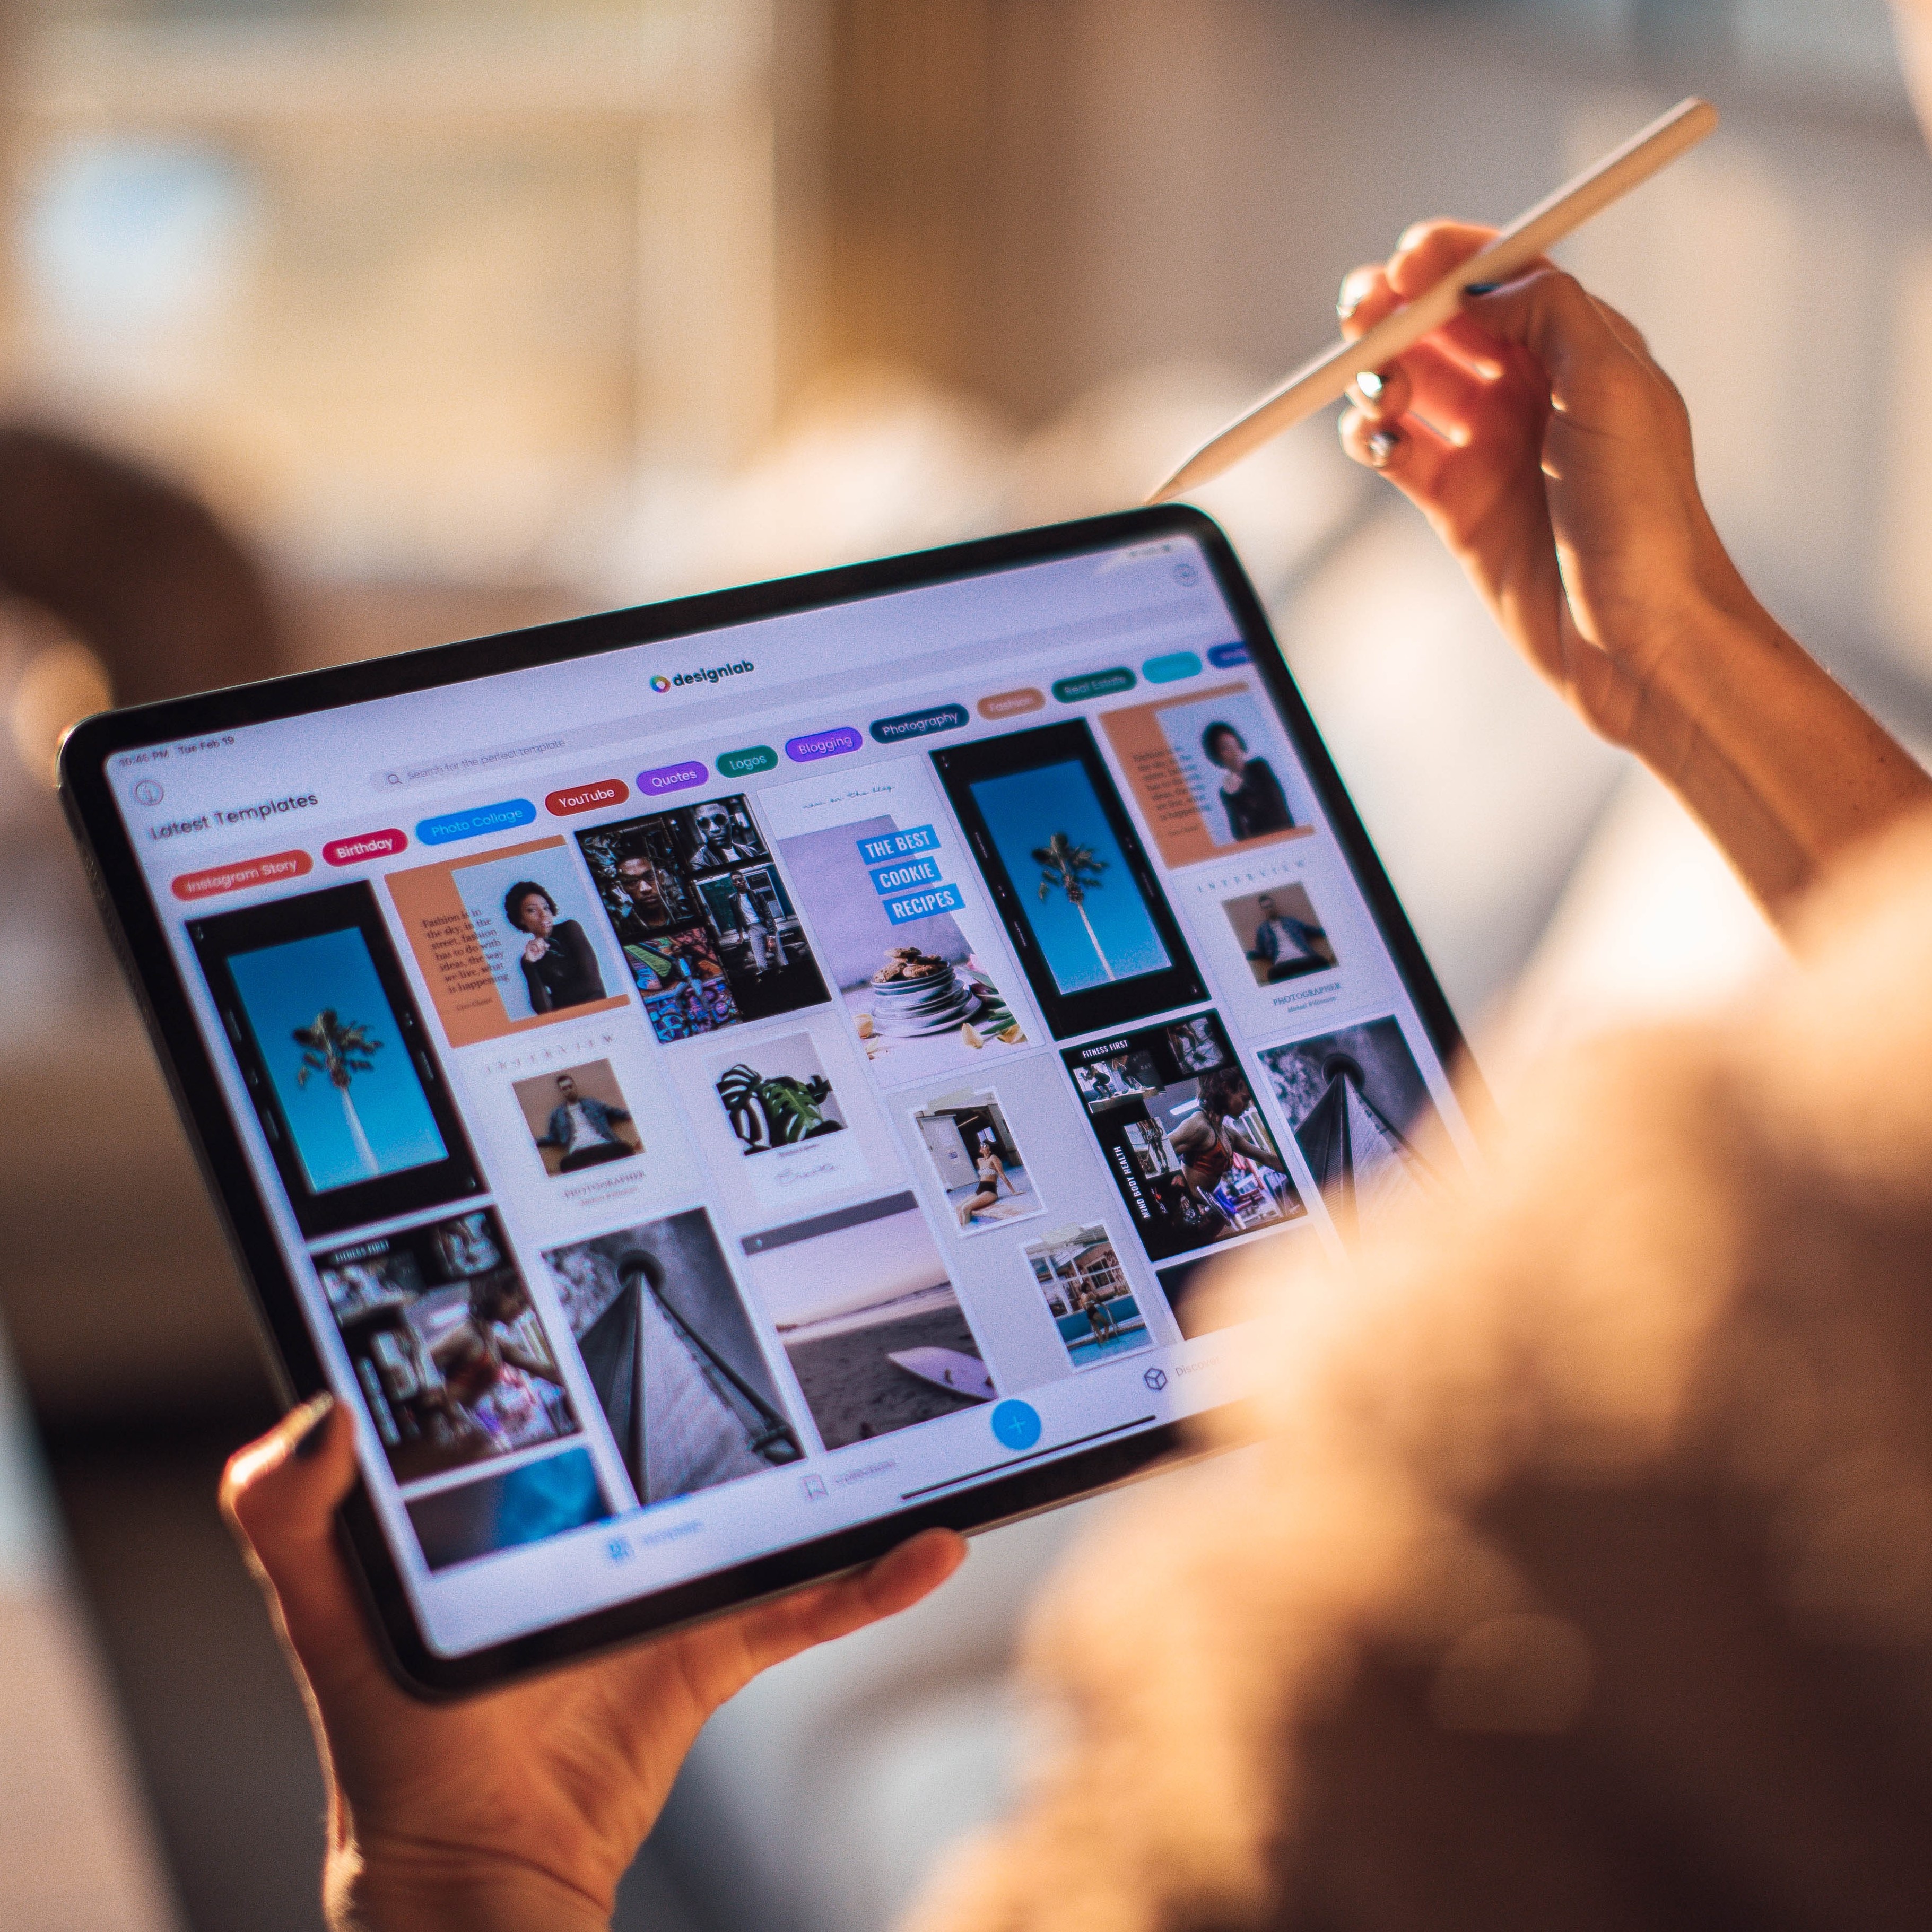 10:46 PM Tue Feb 19
designlab
Search for the perfect template
Latest Templates
Instagram Story
Birthday
Photo Collage
YouTube
Quotes
Logos
Blogging
Photography
Fashion
Real Estate
Fashion is in
the sky, in the
street, fashion
has to do with
ideas, the way
we live, what
is happening
new on the blog
THE BEST
COOKIE
RECIPES
INTERVIEW
PHOTOGRAPHER
INTERVIEW
PHOTOGRAPHER
FITNESS FIRST
MIND BODY HEALTH
FITNESS FIRST
Collections